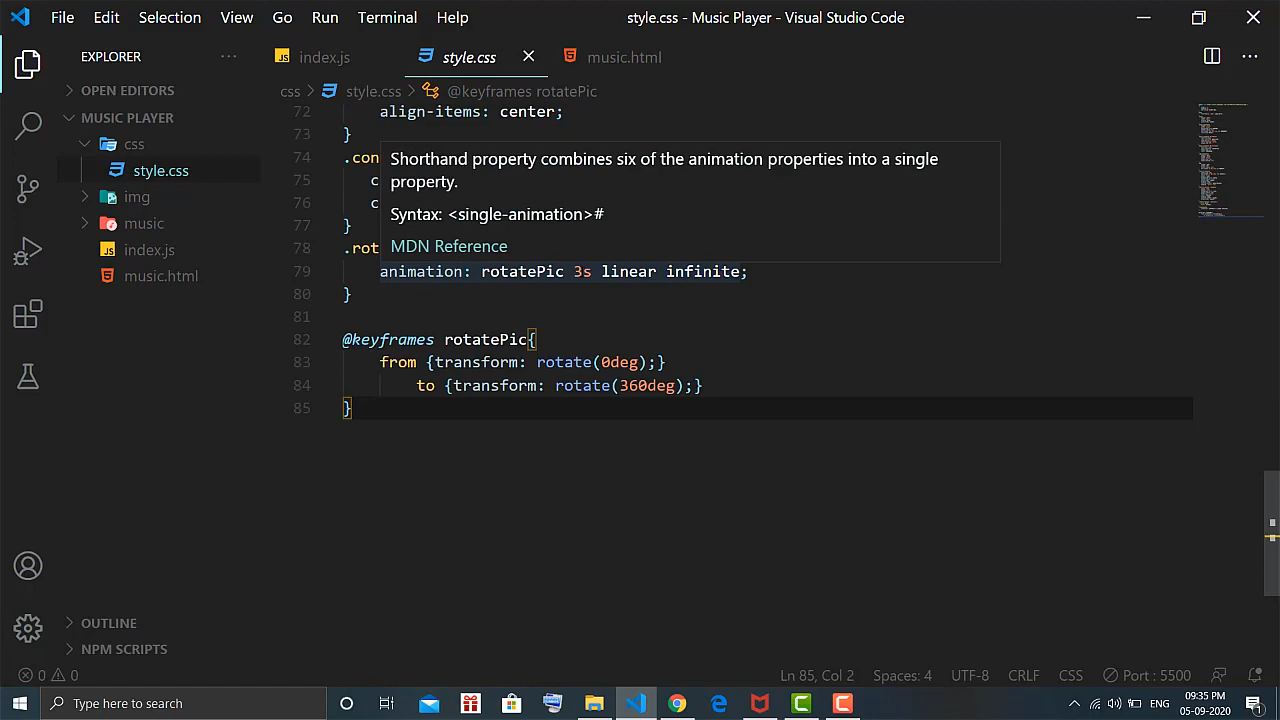 File Edit Selection View Go Run Terminal Help style.css - Music Player - Visual Studio Code
EXPLORER ···
JS index.js style.css music.html
OPEN EDITORS
css > style.css > @keyframes rotatePic
MUSIC PLAYER
css
style.css
img
music
JS index.js
music.html
72 align-items: center;
73 }
74 .con
75 c
76 c
77 }
78 .rot
Shorthand property combines six of the animation properties into a single
property.
Syntax: <single-animation>#
MDN Reference
79 animation: rotatePic 3s linear infinite;
80 }
81
82 @keyframes rotatePic{
83 from {transform: rotate(0deg);}
84 to {transform: rotate(360deg);}
85 }
OUTLINE
NPM SCRIPTS
0 0 Ln 85, Col 2 Spaces: 4 UTF-8 CRLF CSS Port : 5500
Type here to search
ENG
09:35 PM
05-09-2020
1